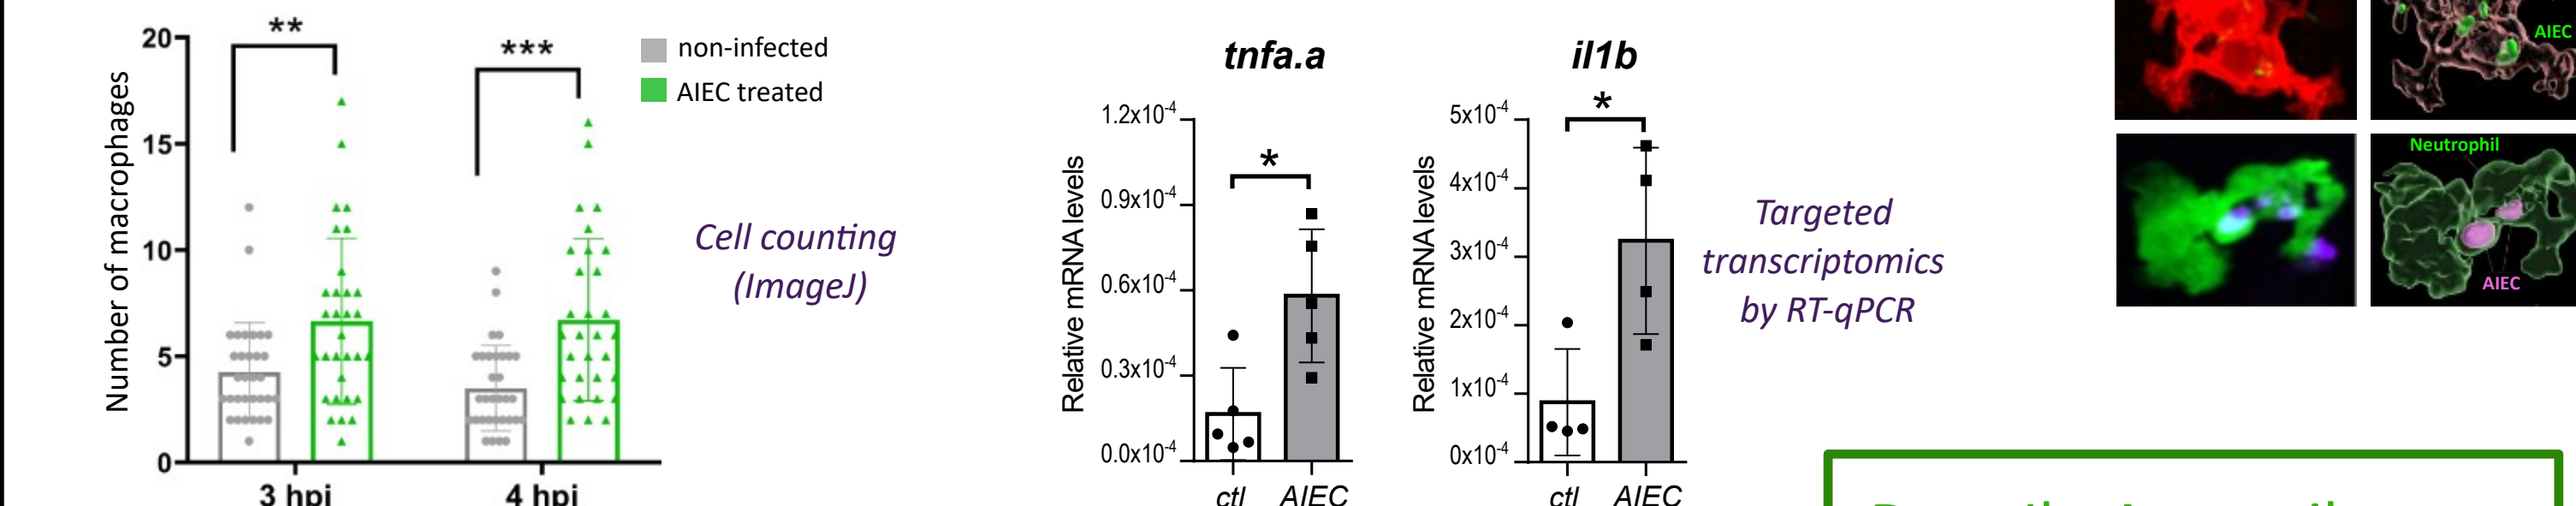 **
***
20
15
10
5
0
Number of macrophages
3 hpi
4 hpi
non-infected
AIEC treated
Cell counting
(ImageJ)
tnfa.a
*
Relative mRNA levels
1.2x10⁻⁴
0.9x10⁻⁴
0.6x10⁻⁴
0.3x10⁻⁴
0.0x10⁻⁴
ctl
AIEC
il1b
*
Relative mRNA levels
5x10⁻⁴
4x10⁻⁴
3x10⁻⁴
2x10⁻⁴
1x10⁻⁴
0x10⁻⁴
ctl
AIEC
Targeted
transcriptomics
by RT-qPCR
AIEC
Neutrophil
AIEC